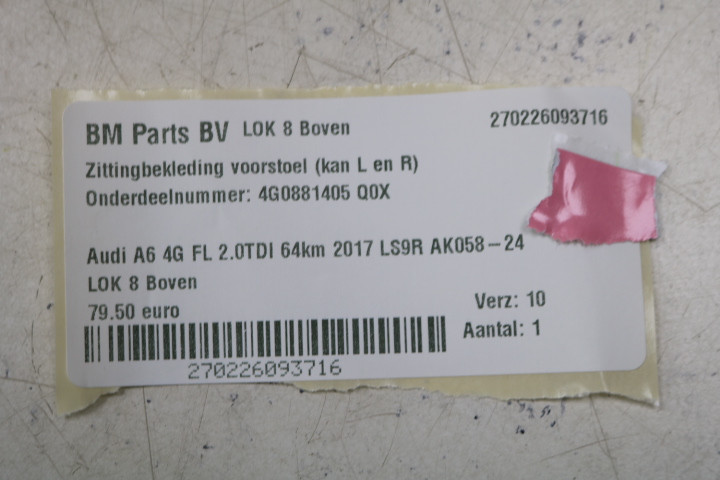 BM Parts BV LOK 8 Boven 270226093716
Zittingbekleding voorstoel (kan L en R)
Onderdeelnummer: 4G0881405 Q0X
Audi A6 4G FL 2.0TDI 64km 2017 LS9R AK058-24
LOK 8 Boven
79.50 euro Verz: 10
Aantal: 1
270226093716